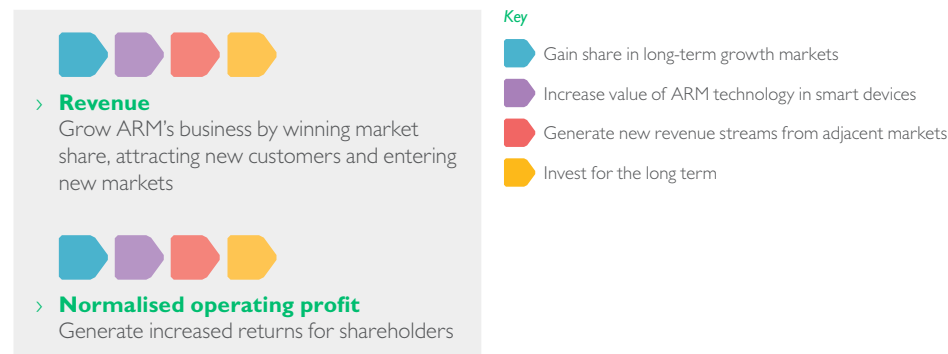 › Revenue
Grow ARM's business by winning market
share, attracting new customers and entering
new markets
› Normalised operating profit
Generate increased returns for shareholders
Key
Gain share in long-term growth markets
Increase value of ARM technology in smart devices
Generate new revenue streams from adjacent markets
Invest for the long term